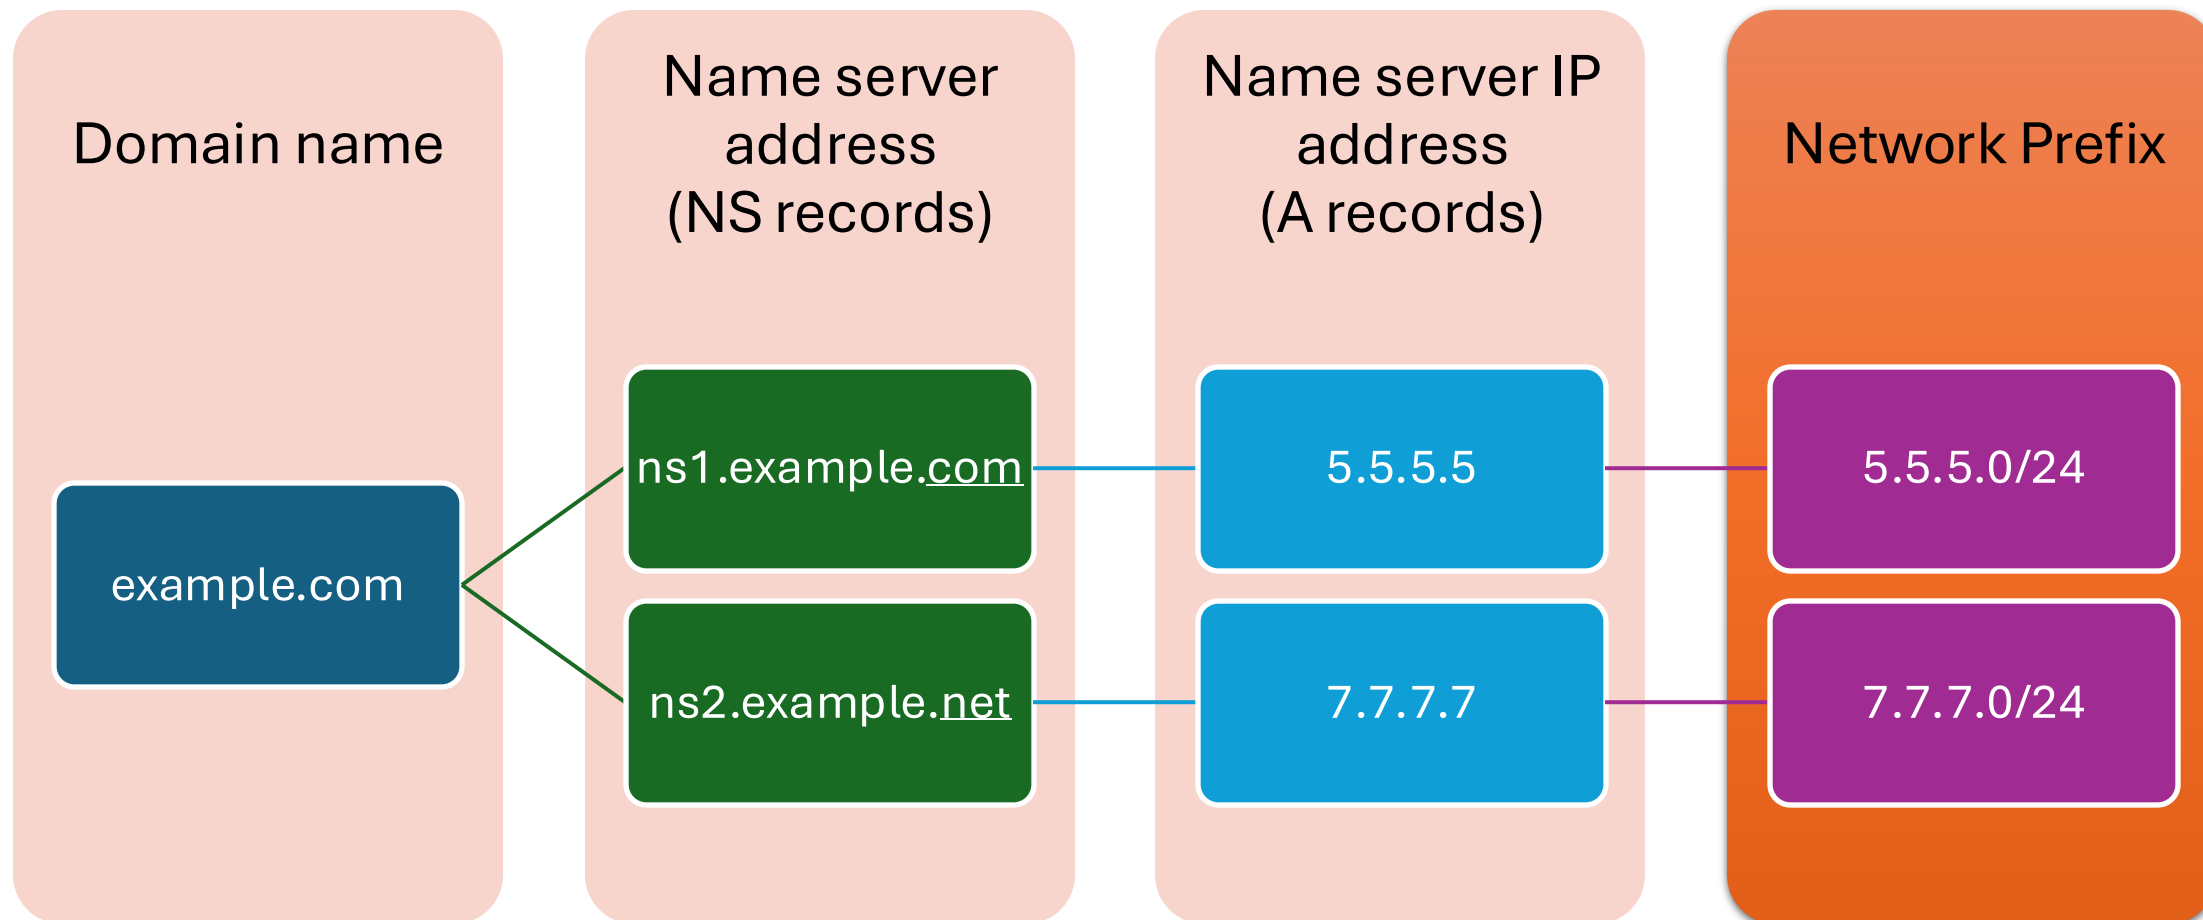 Domain name
Name server
address
(NS records)
Name server IP
address
(A records)
Network Prefix
example.com
ns1.example.com
5.5.5.5
5.5.5.0/24
ns2.example.net
7.7.7.7
7.7.7.0/24